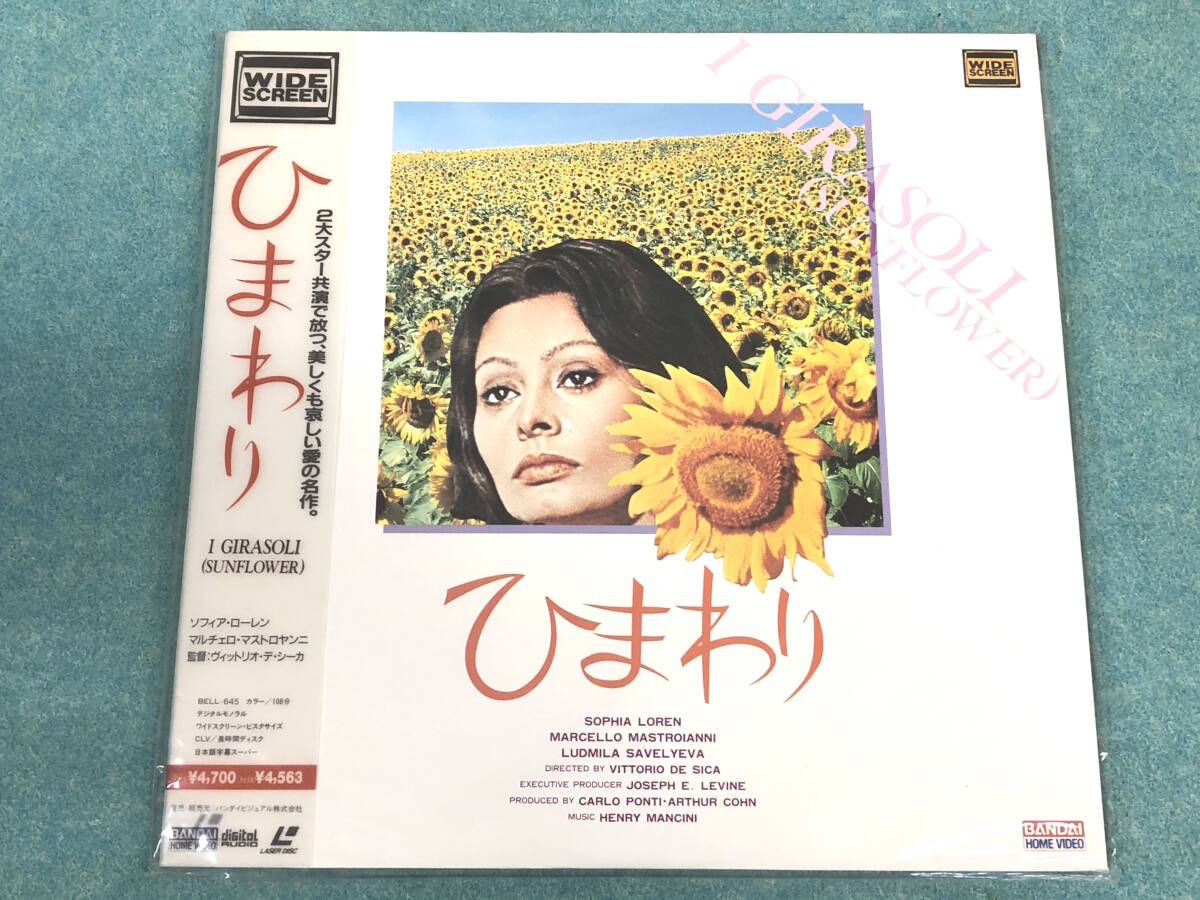 WIDE
SCREEN
ひまわり
2大スター共演で放つ、美しくも哀しい愛の名作。
I GIRASOLI
(SUNFLOWER)
ソフィア・ローレン
マルチェロ・マストロヤンニ
監督:ヴィットリオ・デ・シーカ
BELL-645 カラー/108分
デジタルモノラル
ワイドスクリーン・ビスタサイズ
CLV/長時間ディスク
日本語字幕スーパー
¥4,700 ¥4,563
発売・販売元:バンダイビジュアル株式会社
BANDAI
HOME VIDEO
digital
AUDIO
LASER DISC
WIDE
SCREEN
I GIRASOLI
(SUNFLOWER)
ひまわり
SOPHIA LOREN
MARCELLO MASTROIANNI
LUDMILA SAVELYEVA
DIRECTED BY VITTORIO DE SICA
EXECUTIVE PRODUCER JOSEPH E. LEVINE
PRODUCED BY CARLO PONTI・ARTHUR COHN
MUSIC HENRY MANCINI
BANDAI
HOME VIDEO